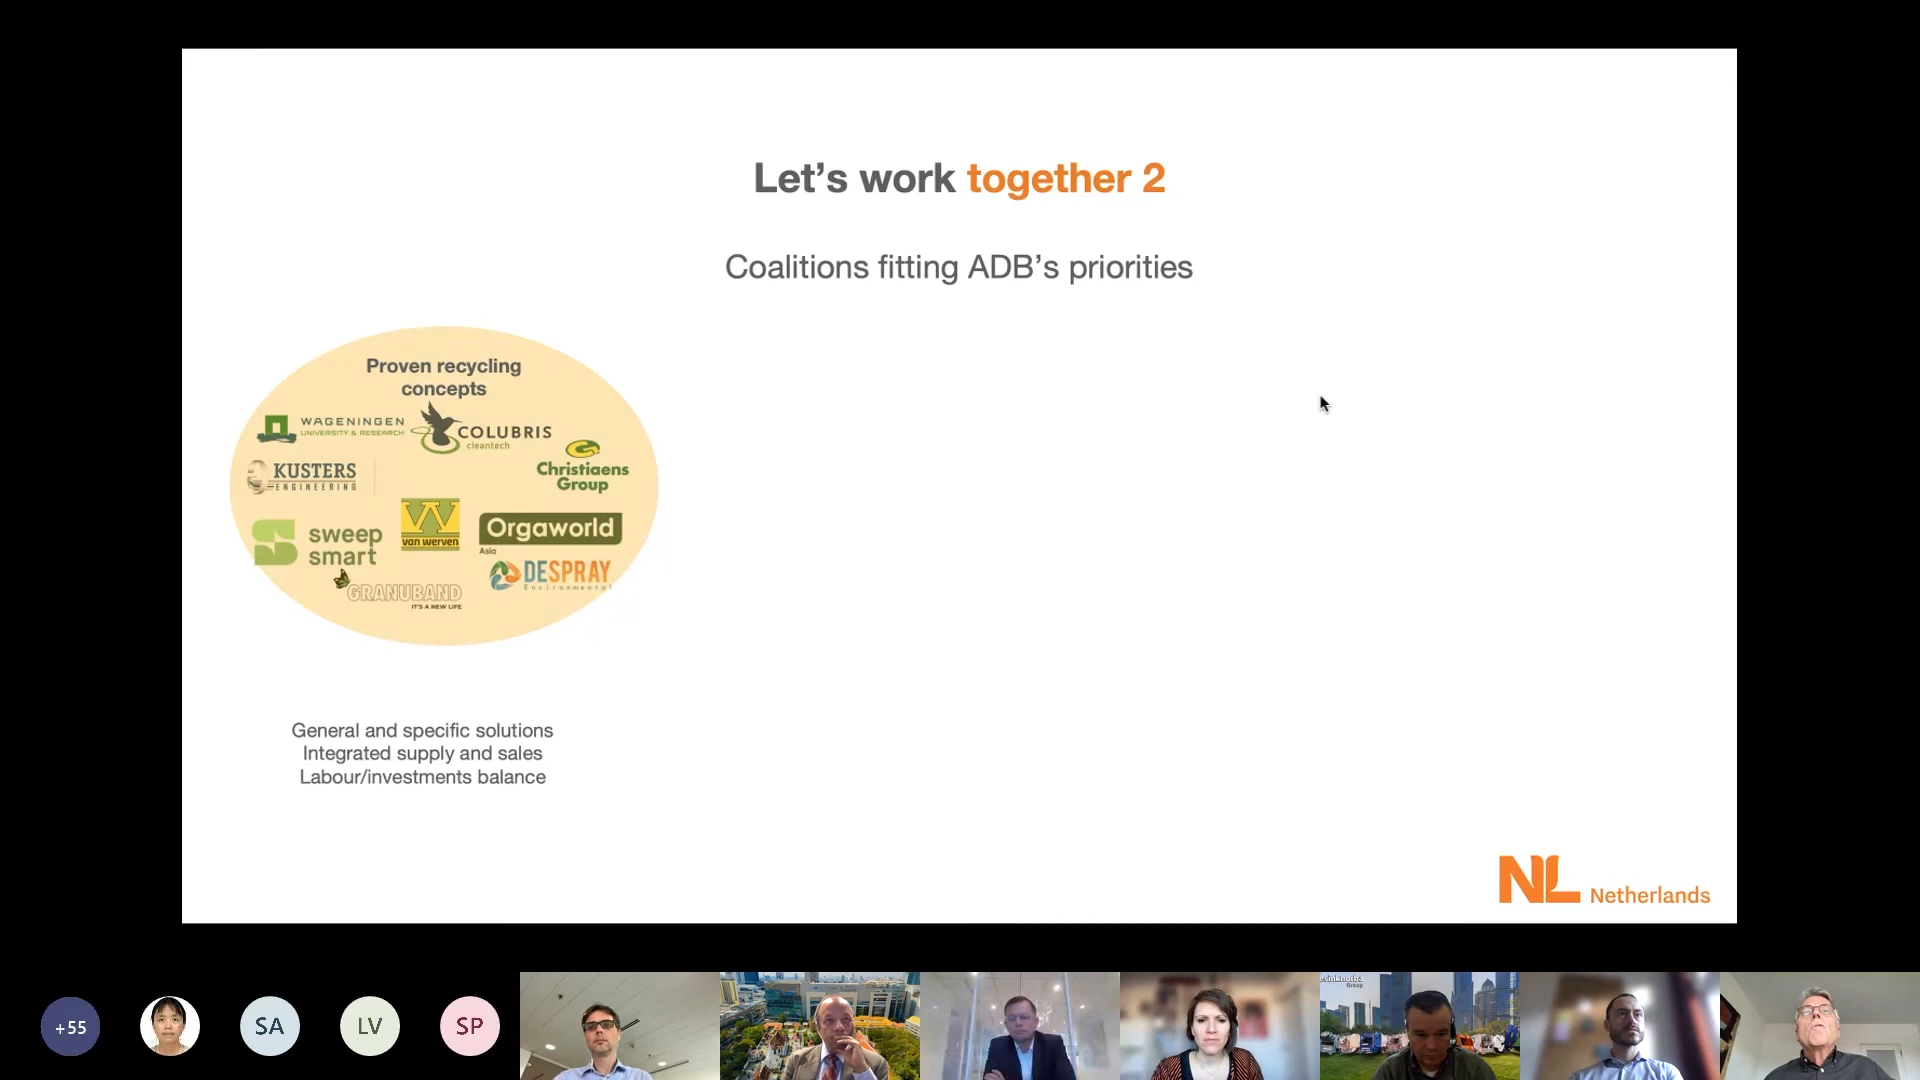 Let's work together 2
Coalitions fitting ADB's priorities
Proven recycling
concepts
WAGENINGEN
UNIVERSITY & RESEARCH
COLUBRIS
cleantech
KUSTERS
ENGINEERING
Christiaens
Group
sweep
smart
van werven
Orgaworld
Asia
DESPRAY
Environmental
GRANUBAND
IT'S A NEW LIFE
General and specific solutions
Integrated supply and sales
Labour/investments balance
NL Netherlands
+55
SA
LV
SP
Group